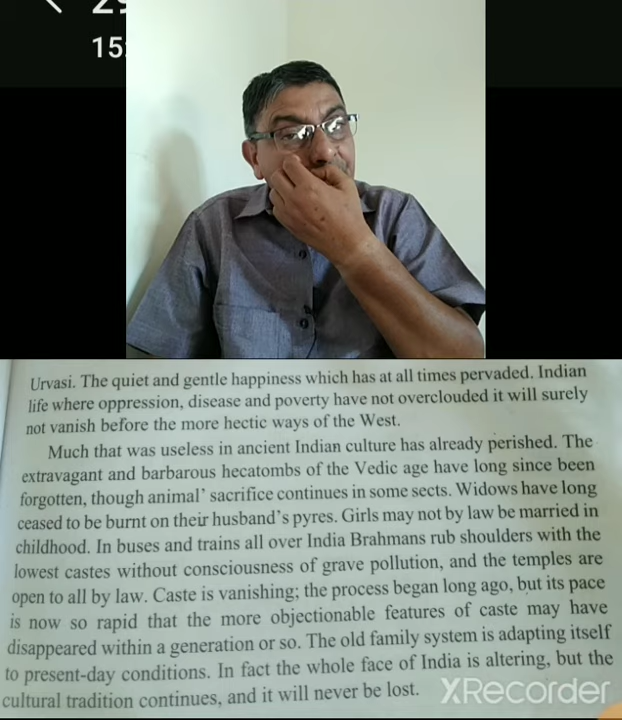 15:
Urvasi. The quiet and gentle happiness which has at all times pervaded. Indian
life where oppression, disease and poverty have not overclouded it will surely
not vanish before the more hectic ways of the West.
Much that was useless in ancient Indian culture has already perished. The
extravagant and barbarous hecatombs of the Vedic age have long since been
forgotten, though animal' sacrifice continues in some sects. Widows have long
ceased to be burnt on their husband's pyres. Girls may not by law be married in
childhood. In buses and trains all over India Brahmans rub shoulders with the
lowest castes without consciousness of grave pollution, and the temples are
open to all by law. Caste is vanishing; the process began long ago, but its pace
is now so rapid that the more objectionable features of caste may have
disappeared within a generation or so. The old family system is adapting itself
to present-day conditions. In fact the whole face of India is altering, but the
cultural tradition continues, and it will never be lost.
XRecorder